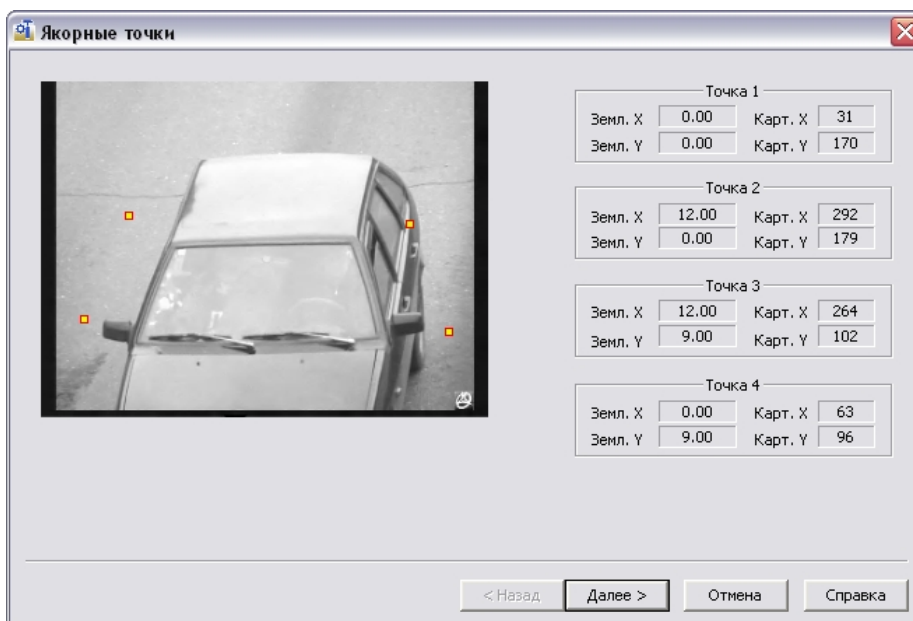 Якорные точки
Точка 1
Земл. X 0.00 Карт. X 31
Земл. Y 0.00 Карт. Y 170
Точка 2
Земл. X 12.00 Карт. X 292
Земл. Y 0.00 Карт. Y 179
Точка 3
Земл. X 12.00 Карт. X 264
Земл. Y 9.00 Карт. Y 102
Точка 4
Земл. X 0.00 Карт. X 63
Земл. Y 9.00 Карт. Y 96
< Назад Далее > Отмена Справка